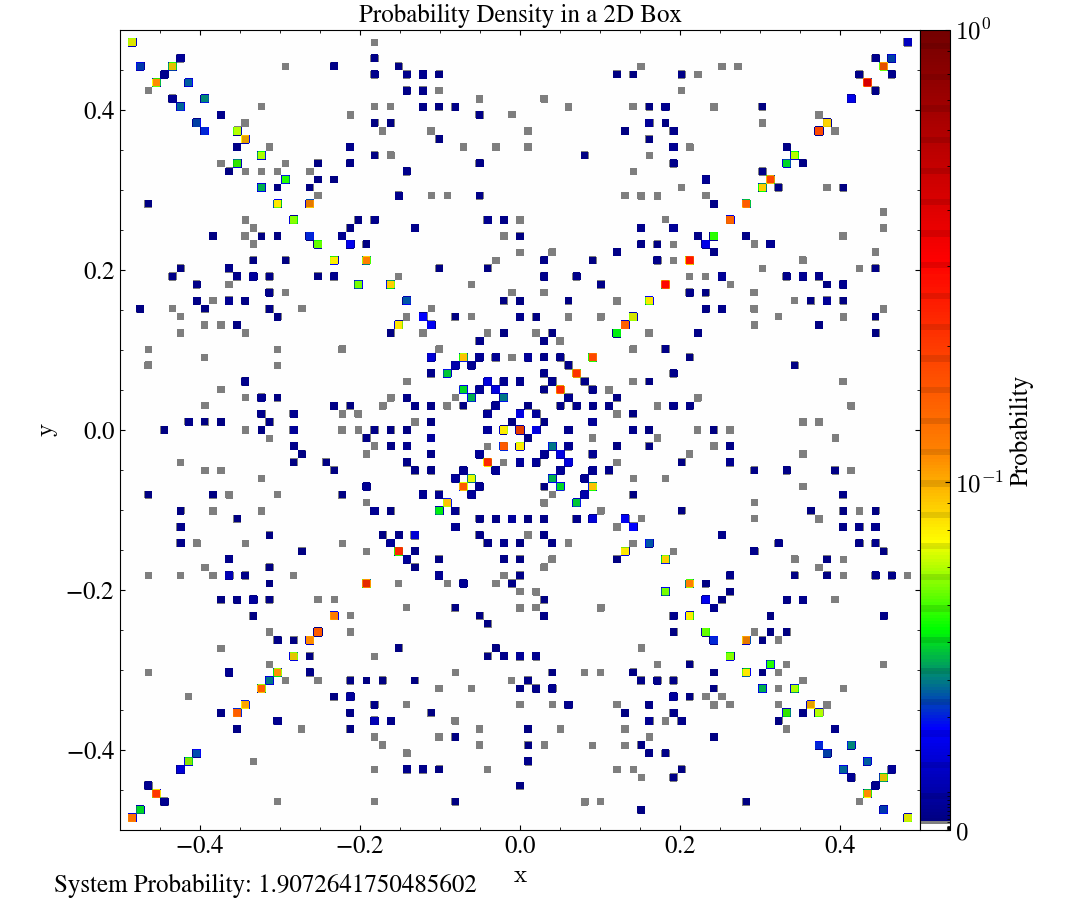 Probability Density in a 2D Box
10^0
0.4
0.2
0.0
−0.2
−0.4
y
Probability
10^−1
0
−0.4 −0.2 0.0 0.2 0.4
x
System Probability: 1.9072641750485602